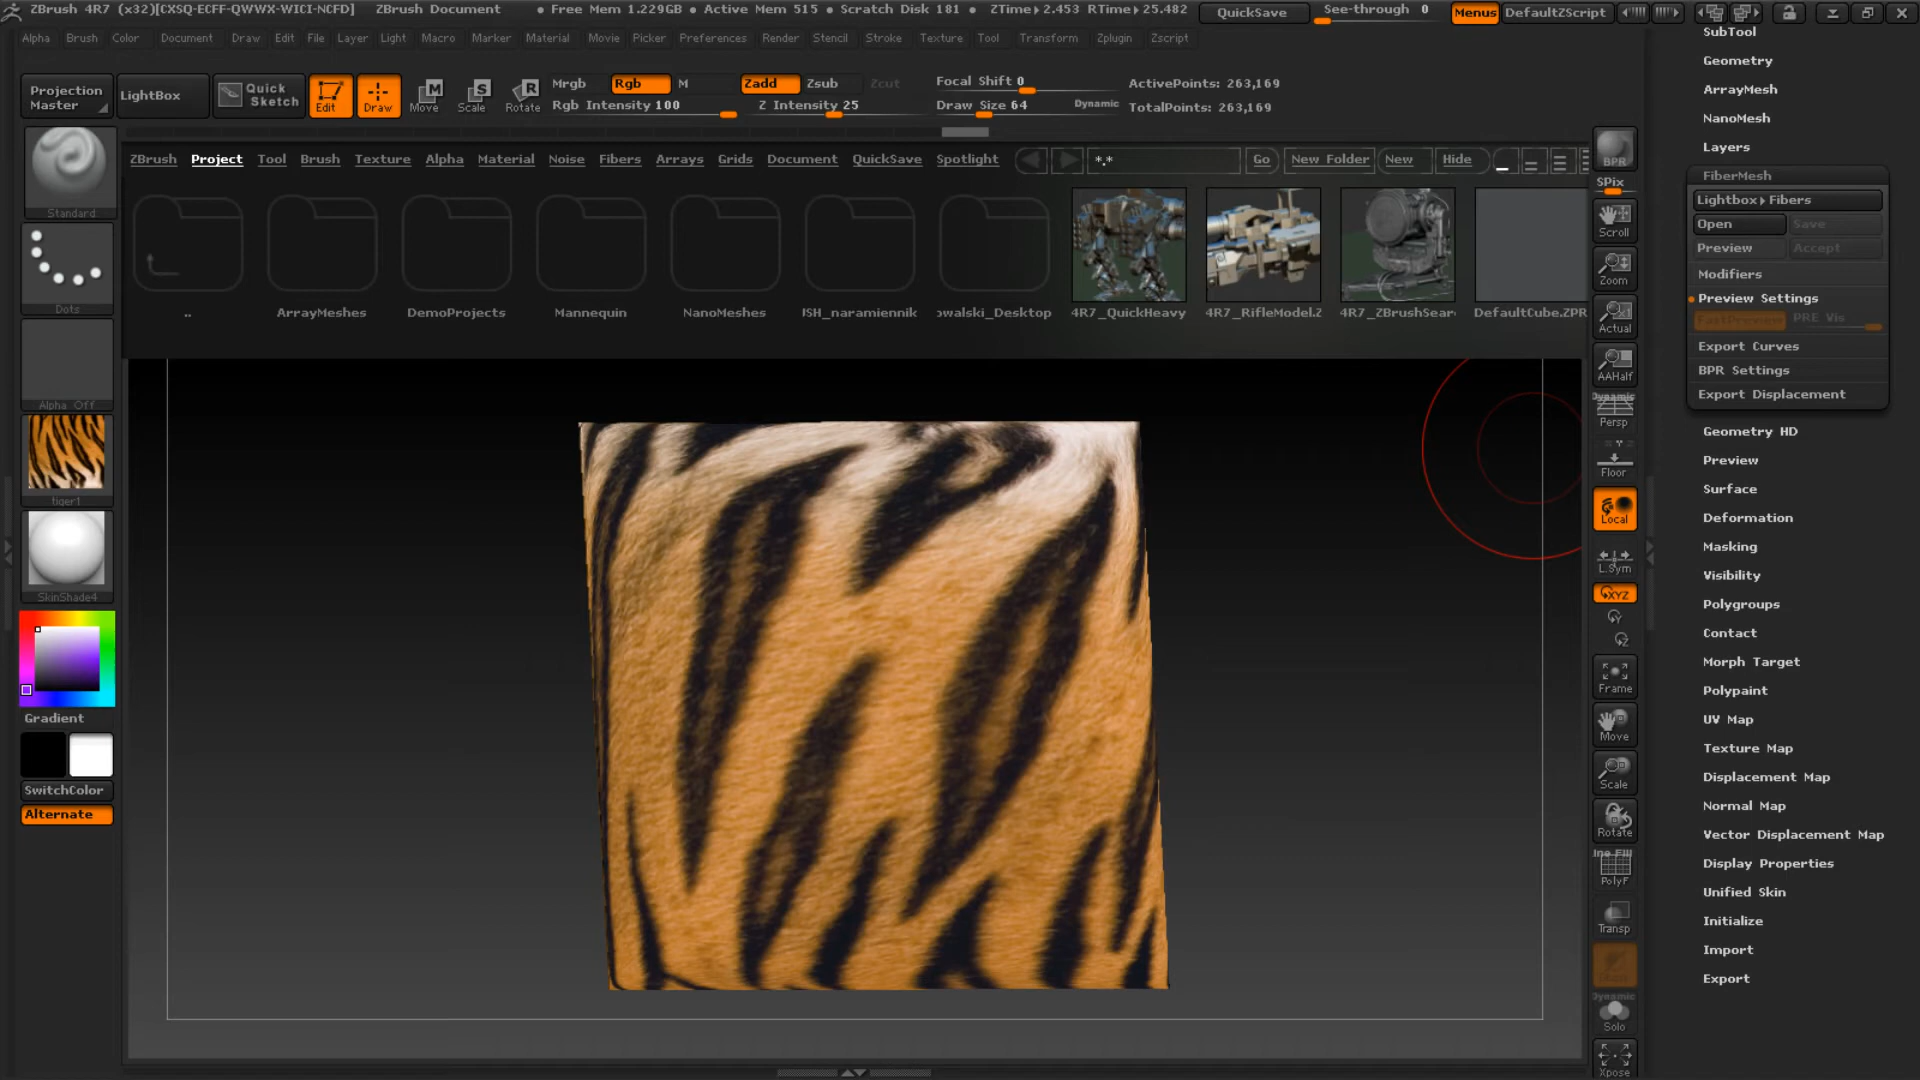 ZBrush 4R7 (x32)[CXSQ-ECFF-QWWX-WICI-NCFD] ZBrush Document • Free Mem 1.229GB • Active Mem 515 • Scratch Disk 181 • ZTime▸2.453 RTime▸25.482 QuickSave See-through 0 Menus DefaultZScript
Alpha Brush Color Document Draw Edit File Layer Light Macro Marker Material Movie Picker Preferences Render Stencil Stroke Texture Tool Transform Zplugin Zscript
Projection Master
LightBox
Quick Sketch
Edit
Draw
Move
Scale
Rotate
Mrgb Rgb M Zadd Zsub Zcut
Rgb Intensity 100 Z Intensity 25
Focal Shift 0
Draw Size 64 Dynamic
ActivePoints: 263,169
TotalPoints: 263,169
ZBrush Project Tool Brush Texture Alpha Material Noise Fibers Arrays Grids Document QuickSave Spotlight *.* Go New Folder New Hide
..
ArrayMeshes
DemoProjects
Mannequin
NanoMeshes
ISH_naramiennik
owalski_Desktop
4R7_QuickHeavy
4R7_RifleModel.Z
4R7_ZBrushSear
DefaultCube.ZPR
Standard
Dots
Alpha Off
tiger1
SkinShade4
Gradient
SwitchColor
Alternate
BPR
SPix
Scroll
Zoom
Actual
AAHalf
Dynamic
Persp
Floor
Local
L.Sym
XYZ
Y
Z
Frame
Move
Scale
Rotate
ine Fill
PolyF
Transp
Dynamic
Solo
Xpose
SubTool
Geometry
ArrayMesh
NanoMesh
Layers
FiberMesh
Lightbox▸Fibers
Open Save
Preview Accept
Modifiers
Preview Settings
FastPreview PRE Vis
Export Curves
BPR Settings
Export Displacement
Geometry HD
Preview
Surface
Deformation
Masking
Visibility
Polygroups
Contact
Morph Target
Polypaint
UV Map
Texture Map
Displacement Map
Normal Map
Vector Displacement Map
Display Properties
Unified Skin
Initialize
Import
Export